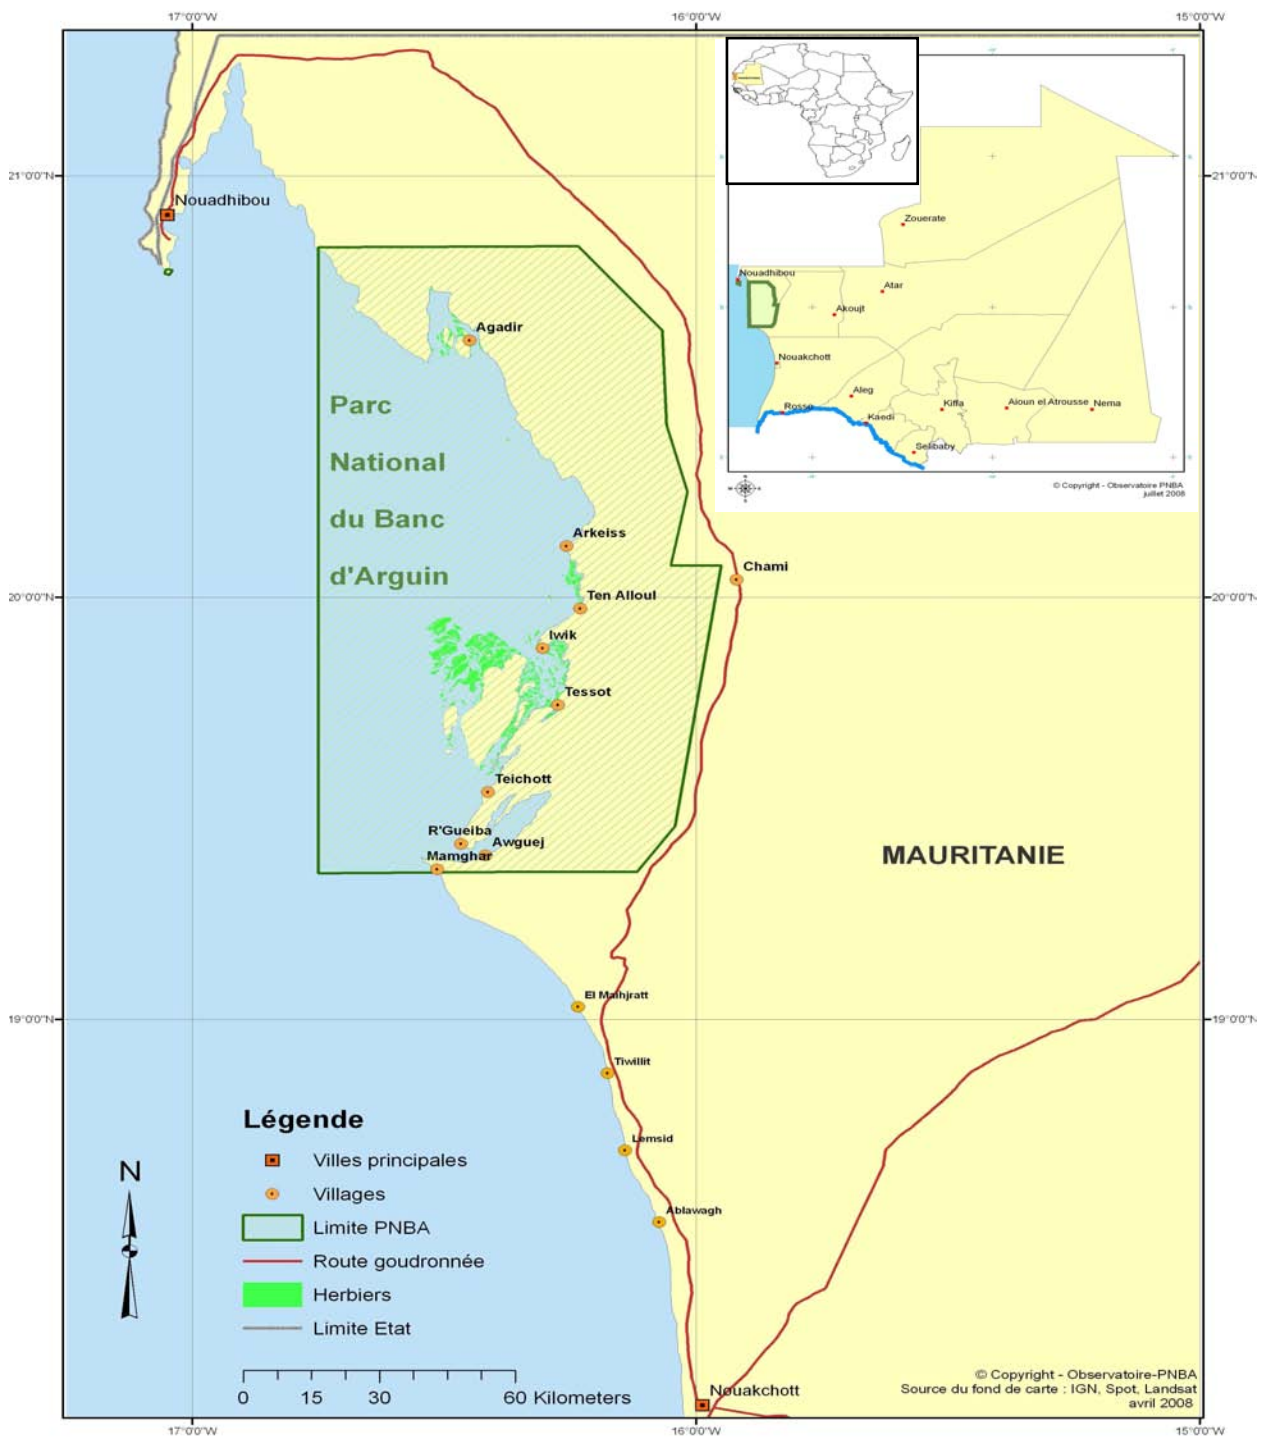 17°0'0"W
16°0'0"W
15°0'0"W
21°0'0"N
21°0'0"N
Nouadhibou
Zouerate
Nouadhibou
Atar
Akoujt
Nouakchott
Aleg
Rosso
Kaedi
Kiffa
Aioun el Atrousse
Nema
Selibaby
© Copyright - Observatoire PNBA
juillet 2008
Agadir
Parc
National
du Banc
d'Arguin
Arkeiss
Chami
20°0'0"N
20°0'0"N
Ten Alloul
Iwik
Tessot
Teichott
R'Gueiba
Awguej
Mamghar
MAURITANIE
El Maihjratt
19°0'0"N
19°0'0"N
Tiwillit
Lemsid
Ablawagh
Nouakchott
Légende
Villes principales
Villages
Limite PNBA
Route goudronnée
Herbiers
Limite Etat
N
0 15 30 60 Kilometers
© Copyright - Observatoire-PNBA
Source du fond de carte : IGN, Spot, Landsat
avril 2008
17°0'0"W
16°0'0"W
15°0'0"W